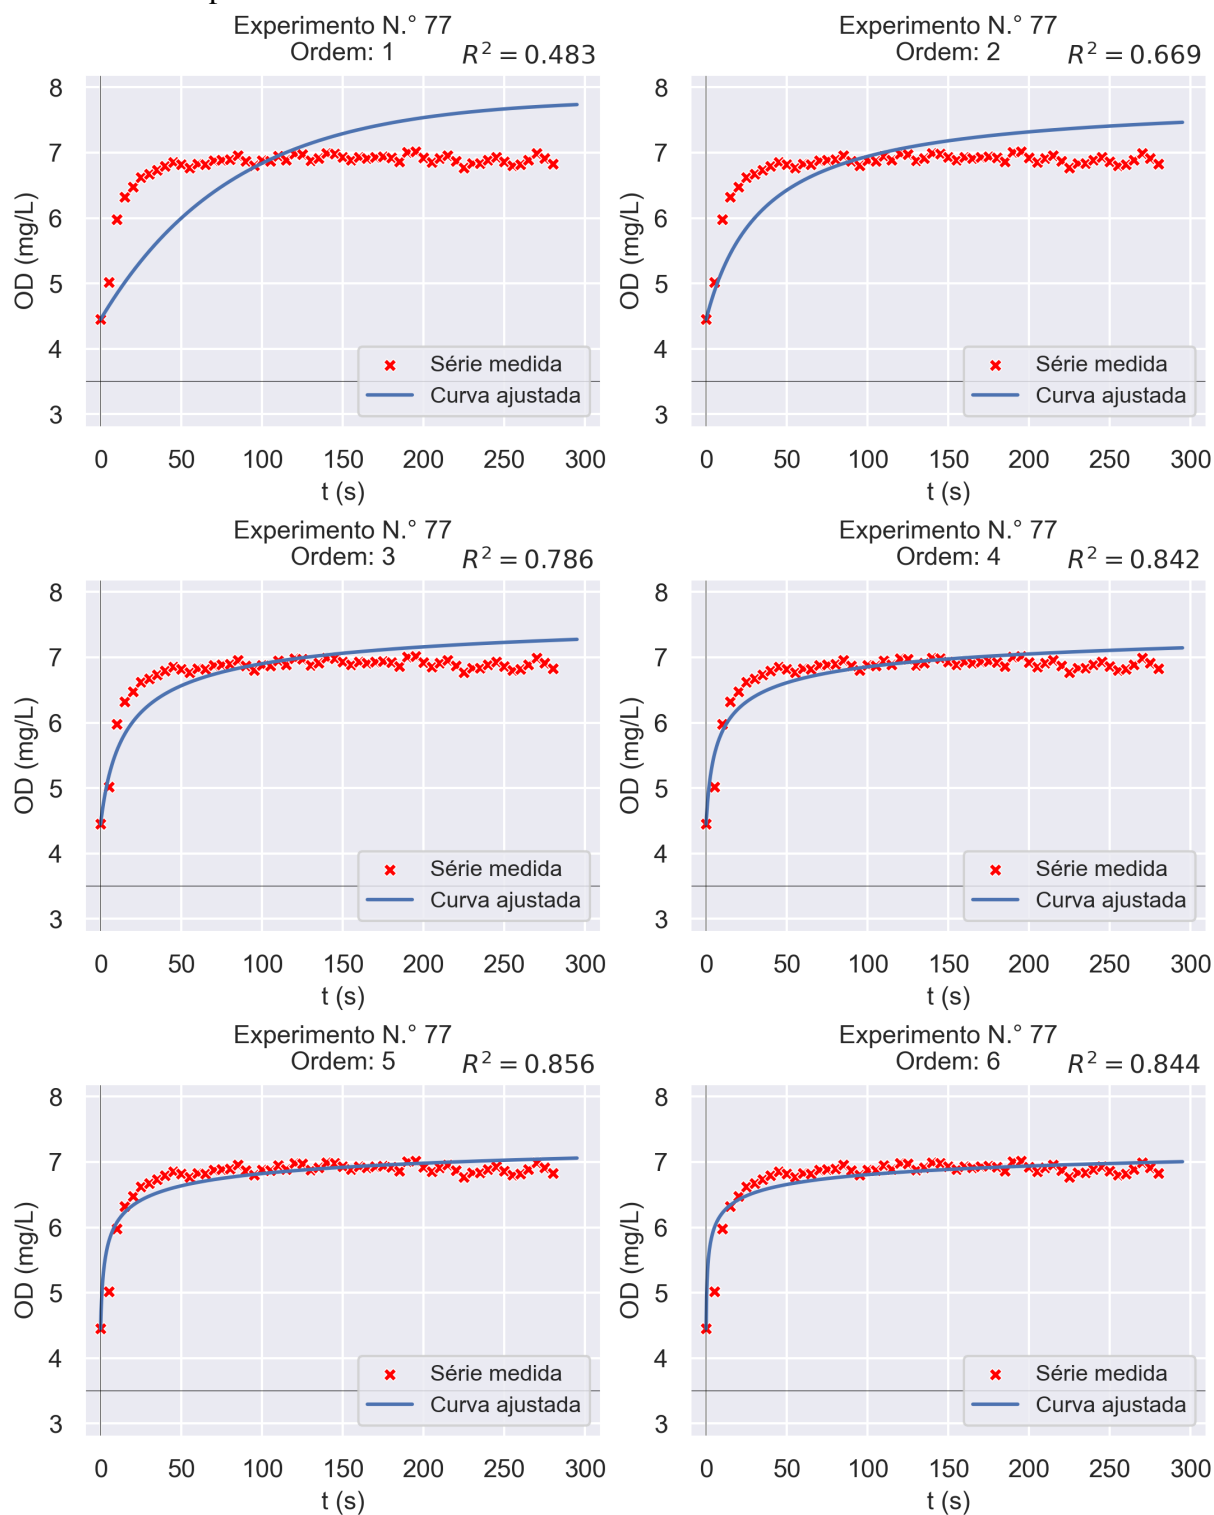 Experimento N.° 77
Ordem: 1
R² = 0.483
8
7
6
5
4
3
OD (mg/L)
Série medida
Curva ajustada
0 50 100 150 200 250 300
t (s)
Experimento N.° 77
Ordem: 2
R² = 0.669
8
7
6
5
4
3
OD (mg/L)
Série medida
Curva ajustada
0 50 100 150 200 250 300
t (s)
Experimento N.° 77
Ordem: 3
R² = 0.786
8
7
6
5
4
3
OD (mg/L)
Série medida
Curva ajustada
0 50 100 150 200 250 300
t (s)
Experimento N.° 77
Ordem: 4
R² = 0.842
8
7
6
5
4
3
OD (mg/L)
Série medida
Curva ajustada
0 50 100 150 200 250 300
t (s)
Experimento N.° 77
Ordem: 5
R² = 0.856
8
7
6
5
4
3
OD (mg/L)
Série medida
Curva ajustada
0 50 100 150 200 250 300
t (s)
Experimento N.° 77
Ordem: 6
R² = 0.844
8
7
6
5
4
3
OD (mg/L)
Série medida
Curva ajustada
0 50 100 150 200 250 300
t (s)